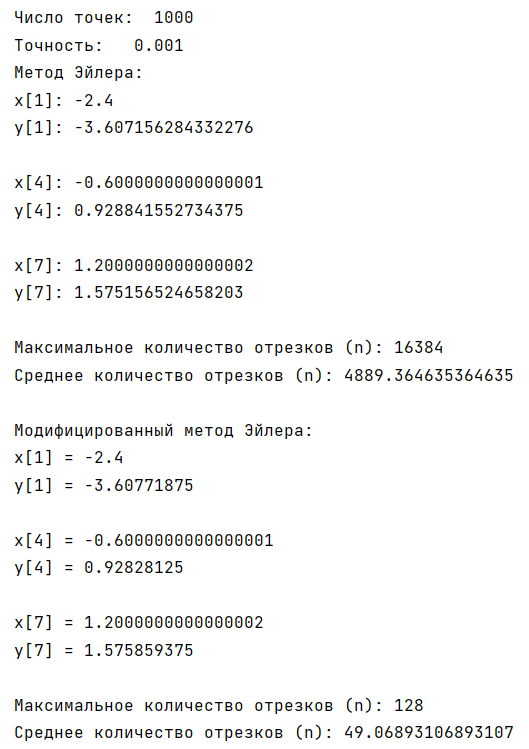 Число точек:  1000
Точность:   0.001
Метод Эйлера:
x[1]: -2.4
y[1]: -3.607156284332276
x[4]: -0.6000000000000001
y[4]: 0.928841552734375
x[7]: 1.2000000000000002
y[7]: 1.575156524658203
Максимальное количество отрезков (n): 16384
Среднее количество отрезков (n): 4889.364635364635
Модифицированный метод Эйлера:
x[1] = -2.4
y[1] = -3.60771875
x[4] = -0.6000000000000001
y[4] = 0.92828125
x[7] = 1.2000000000000002
y[7] = 1.575859375
Максимальное количество отрезков (n): 128
Среднее количество отрезков (n): 49.06893106893107